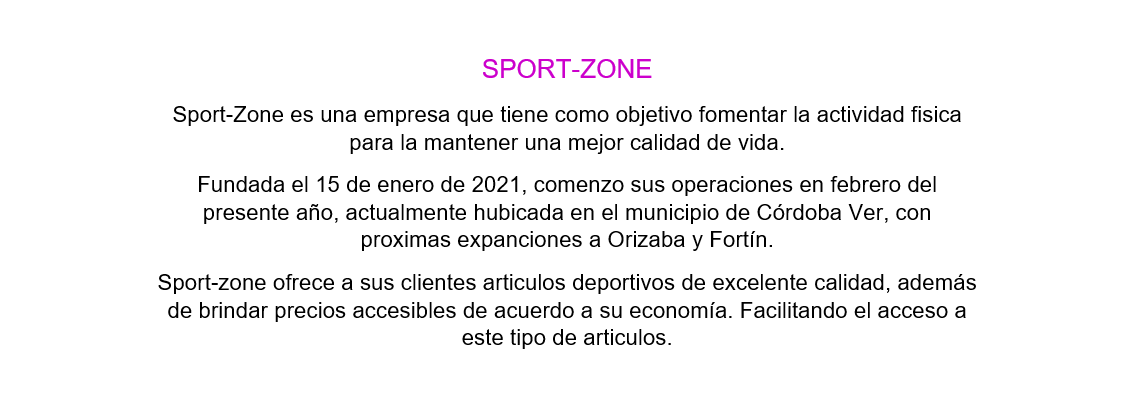 SPORT-ZONE
Sport-Zone es una empresa que tiene como objetivo fomentar la actividad fisica
para la mantener una mejor calidad de vida.
Fundada el 15 de enero de 2021, comenzo sus operaciones en febrero del
presente año, actualmente hubicada en el municipio de Córdoba Ver, con
proximas expanciones a Orizaba y Fortín.
Sport-zone ofrece a sus clientes articulos deportivos de excelente calidad, además
de brindar precios accesibles de acuerdo a su economía. Facilitando el acceso a
este tipo de articulos.